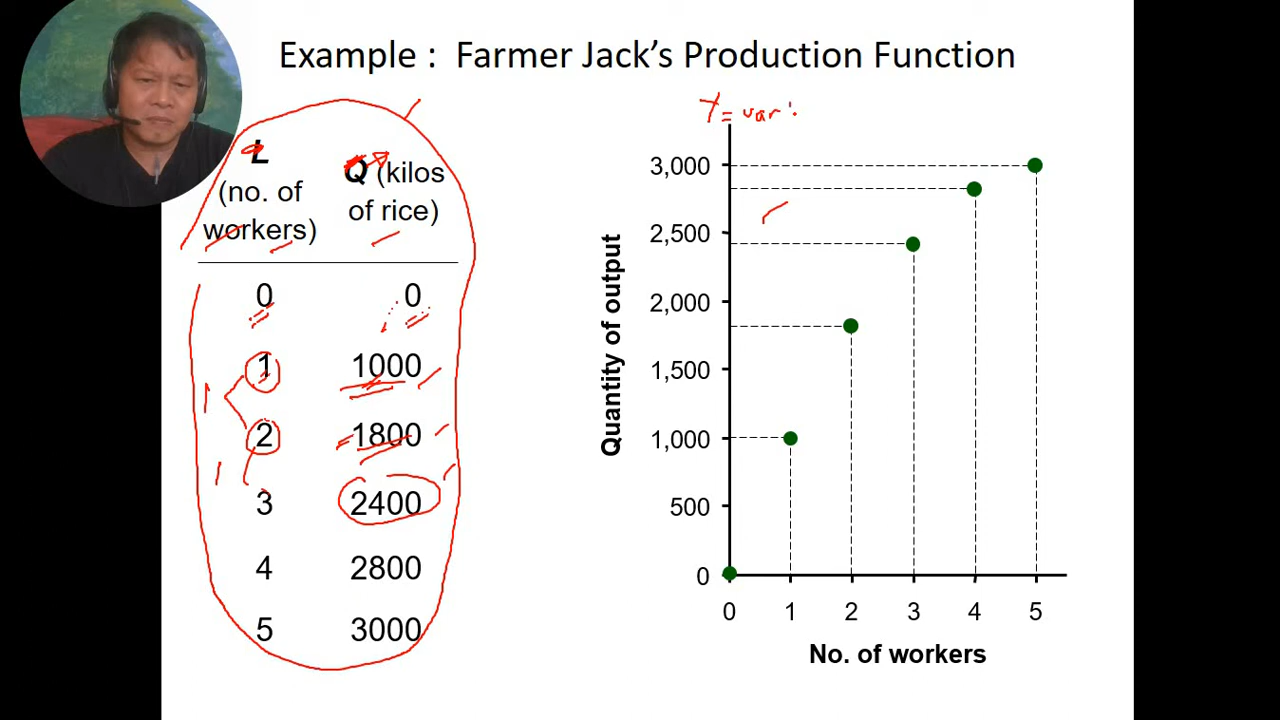 Example : Farmer Jack's Production Function
L
(no. of
workers)
Q (kilos
of rice)
0 0
1 1000
2 1800
3 2400
4 2800
5 3000
Y = var
3,000
2,500
2,000
1,500
1,000
500
0
Quantity of output
0 1 2 3 4 5
No. of workers